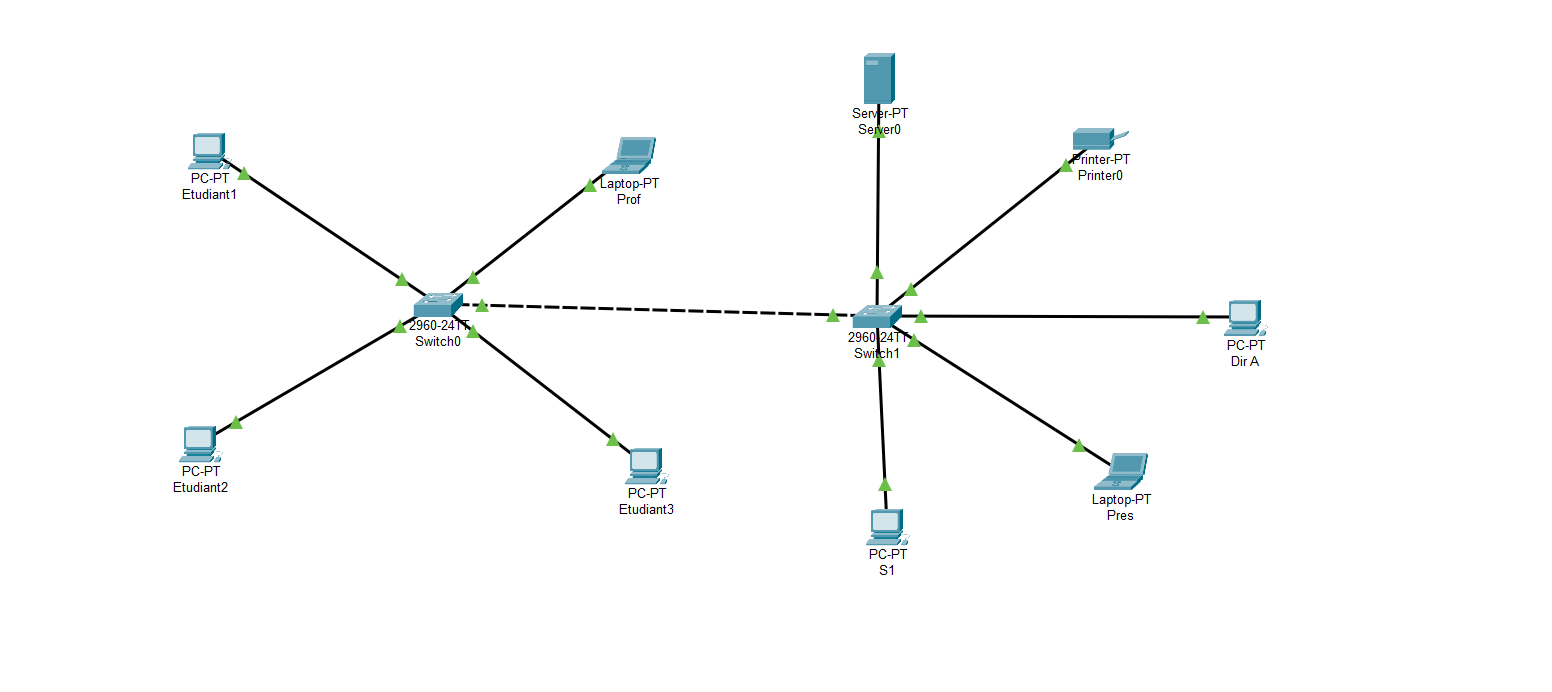 Server-PT
Server0
PC-PT
Etudiant1
Laptop-PT
Prof
Printer-PT
Printer0
2960-24TT
Switch0
2960-24TT
Switch1
PC-PT
Dir A
PC-PT
Etudiant2
PC-PT
Etudiant3
Laptop-PT
Pres
PC-PT
S1